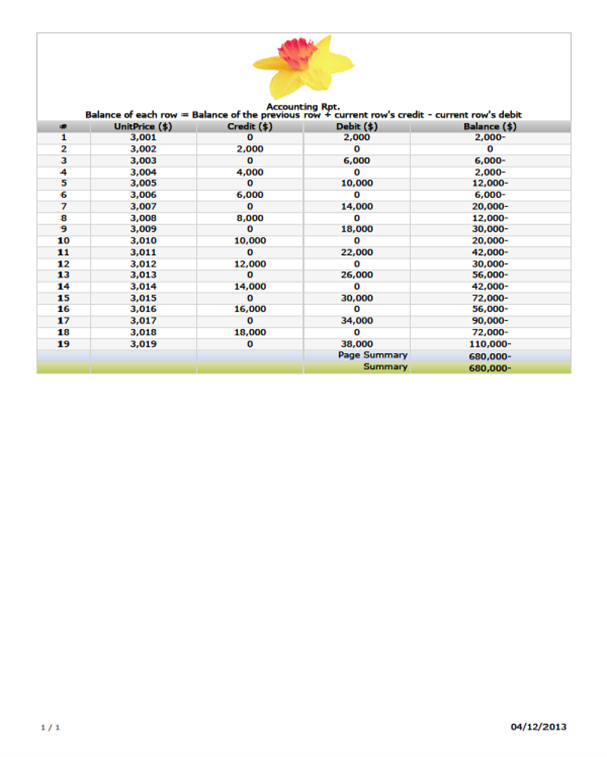 Accounting Rpt.
Balance of each row = Balance of the previous row + current row's credit - current row's debit
# UnitPrice ($) Credit ($) Debit ($) Balance ($)
1 3,001 0 2,000 2,000-
2 3,002 2,000 0 0
3 3,003 0 6,000 6,000-
4 3,004 4,000 0 2,000-
5 3,005 0 10,000 12,000-
6 3,006 6,000 0 6,000-
7 3,007 0 14,000 20,000-
8 3,008 8,000 0 12,000-
9 3,009 0 18,000 30,000-
10 3,010 10,000 0 20,000-
11 3,011 0 22,000 42,000-
12 3,012 12,000 0 30,000-
13 3,013 0 26,000 56,000-
14 3,014 14,000 0 42,000-
15 3,015 0 30,000 72,000-
16 3,016 16,000 0 56,000-
17 3,017 0 34,000 90,000-
18 3,018 18,000 0 72,000-
19 3,019 0 38,000 110,000-
Page Summary 680,000-
Summary 680,000-
1 / 1 04/12/2013